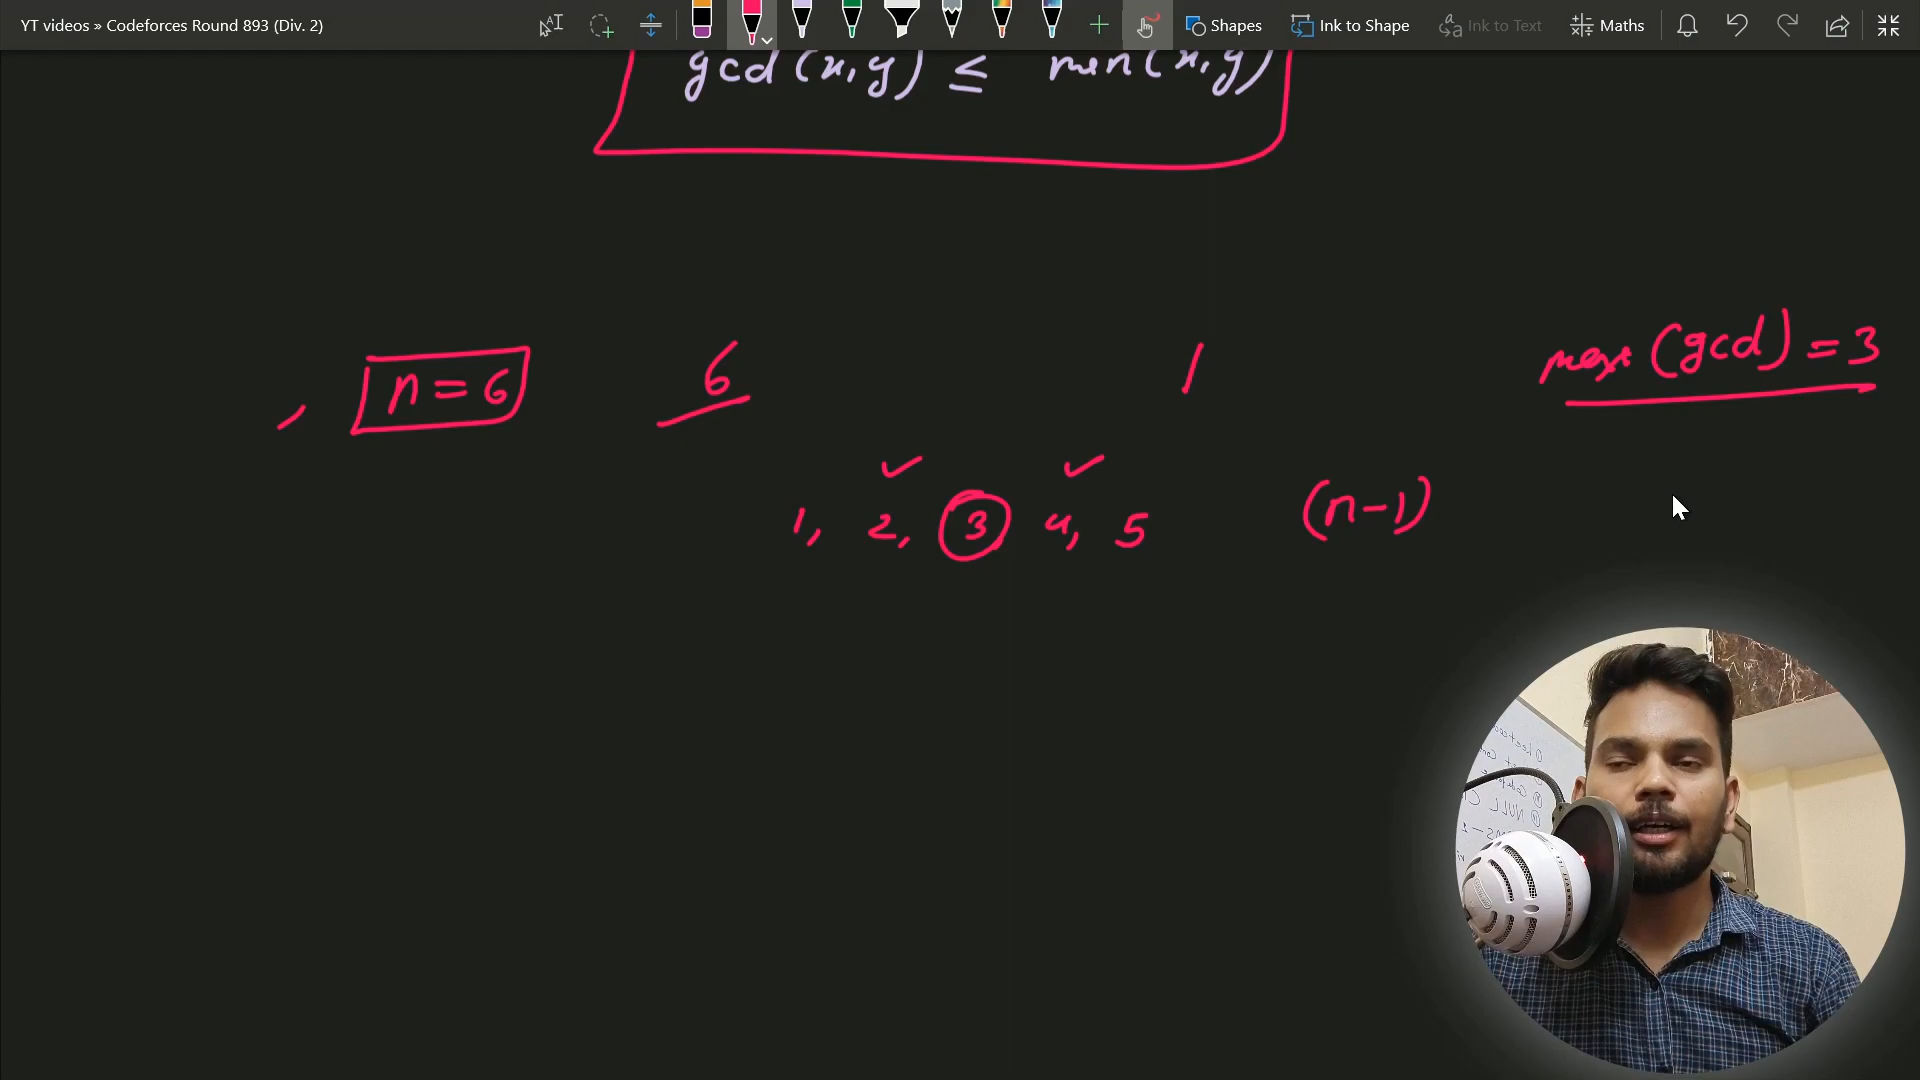 YT videos » Codeforces Round 893 (Div. 2)
Shapes Ink to Shape Ink to Text Maths
gcd(x,y) ≤ min(x,y)
, n=6 6 1 max(gcd)=3
1, 2, 3 4, 5 (n-1)